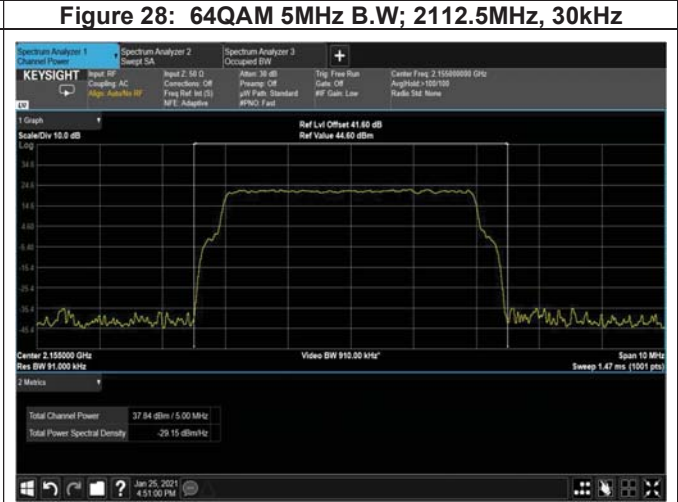 Figure 28: 64QAM 5MHz B.W; 2112.5MHz, 30kHz
Spectrum Analyzer 1
Channel Power
Spectrum Analyzer 2
Swept SA
Spectrum Analyzer 3
Occupied BW
+
KEYSIGHT
Input: RF
Coupling: AC
Align: Auto/No RF
Input Z: 50 Ω
Corrections: Off
Freq Ref: Int (S)
NFE: Adaptive
Atten: 30 dB
Preamp: Off
µW Path: Standard
#PNO: Fast
Trig: Free Run
Gate: Off
#IF Gain: Low
Center Freq: 2.155000000 GHz
Avg|Hold:>100/100
Radio Std: None
LV
1 Graph
Scale/Div 10.0 dB
Ref Lvl Offset 41.60 dB
Ref Value 44.60 dBm
Log
34.6
24.6
14.6
4.60
-5.40
-15.4
-25.4
-35.4
-45.4
Center 2.155000 GHz
Res BW 91.000 kHz
Video BW 910.00 kHz*
Span 10 MHz
Sweep 1.47 ms (1001 pts)
2 Metrics
Total Channel Power 37.84 dBm / 5.00 MHz
Total Power Spectral Density -29.15 dBm/Hz
? Jan 25, 2021
4:51:00 PM